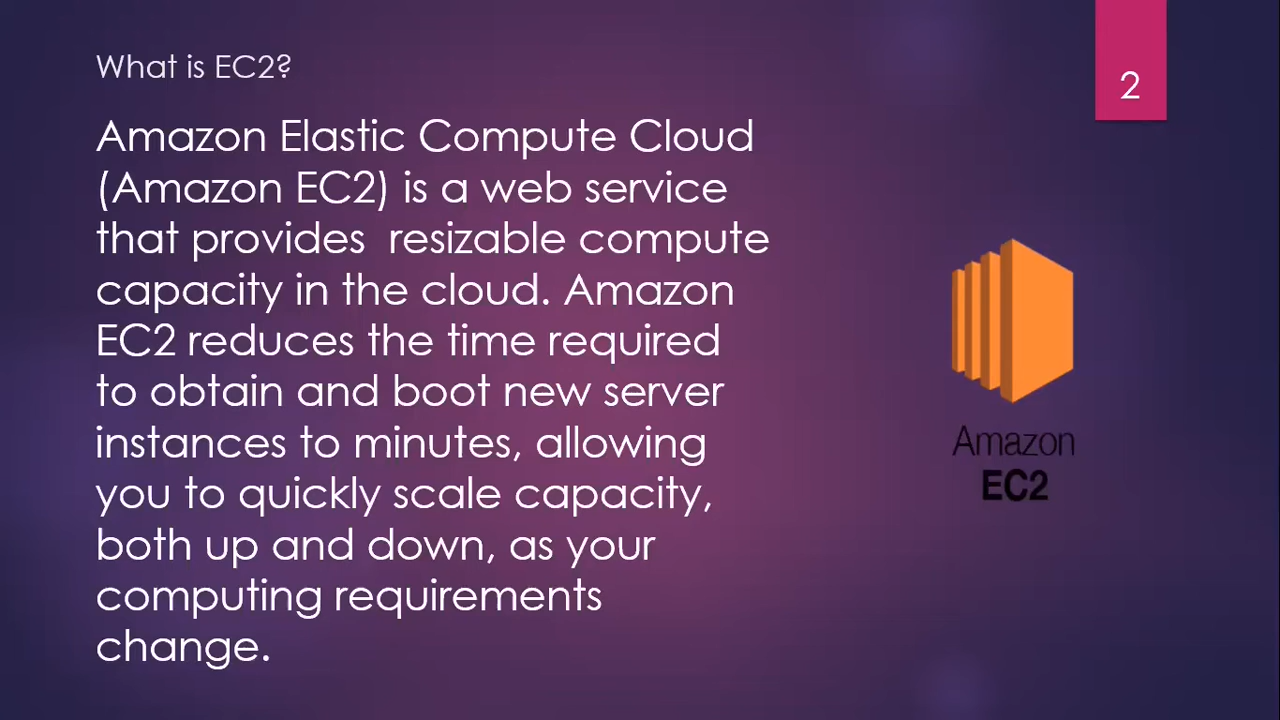 What is EC2?
2
Amazon Elastic Compute Cloud
(Amazon EC2) is a web service
that provides  resizable compute
capacity in the cloud. Amazon
EC2 reduces the time required
to obtain and boot new server
instances to minutes, allowing
you to quickly scale capacity,
both up and down, as your
computing requirements
change.
Amazon
EC2